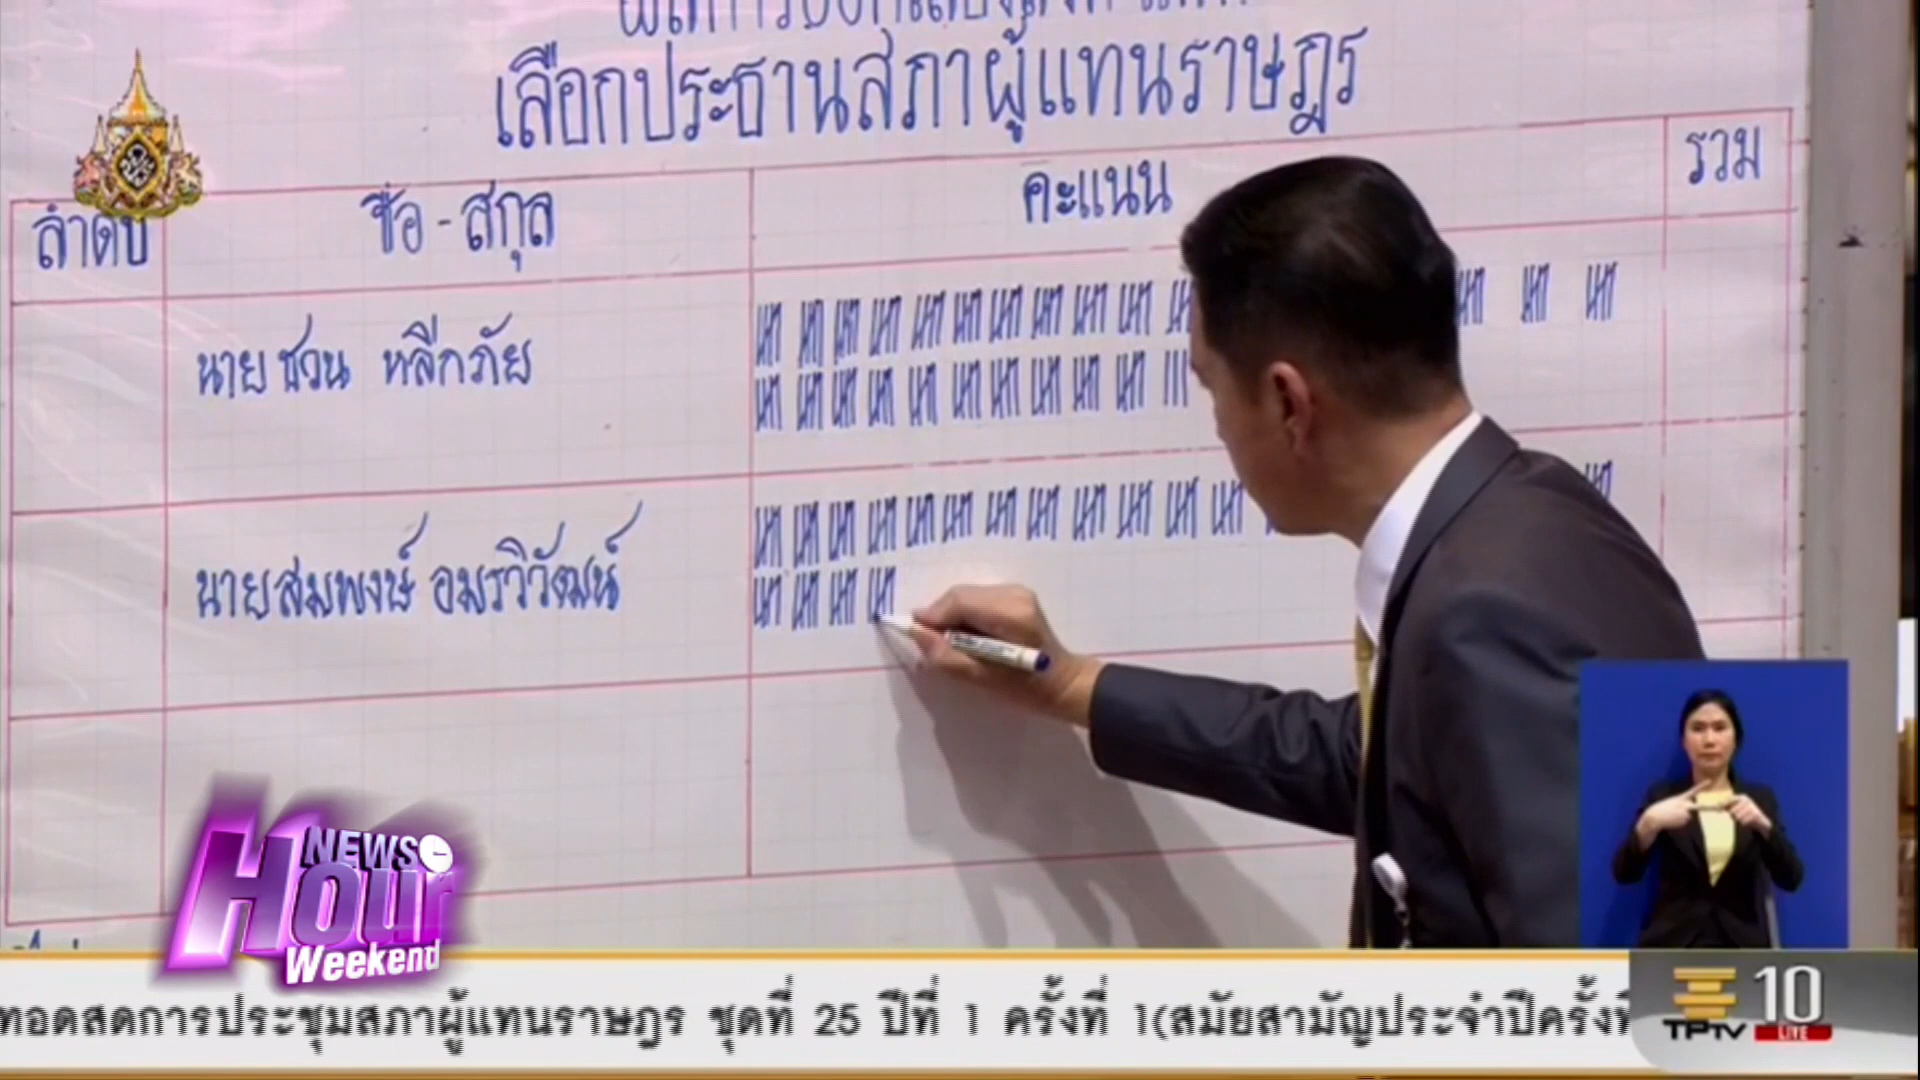 เลือกประธานสภาผู้แทนราษฎร
ลำดับ ชื่อ - สกุล คะแนน รวม
นาย ชวน หลีกภัย
นายสมพงษ์ อมรวิวัฒน์
NEWS
Hour
Weekend
ทอดสดการประชุมสภาผู้แทนราษฎร ชุดที่ 25 ปีที่ 1 ครั้งที่ 1(สมัยสามัญประจำปีครั้งที่
TPTV 10
LIVE